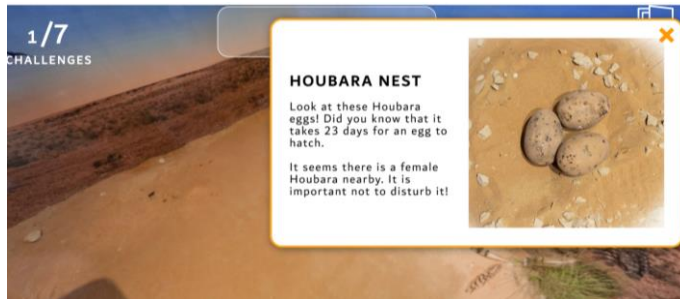 1/7
CHALLENGES
HOUBARA NEST
Look at these Houbara
eggs! Did you know that it
takes 23 days for an egg to
hatch.
It seems there is a female
Houbara nearby. It is
important not to disturb it!